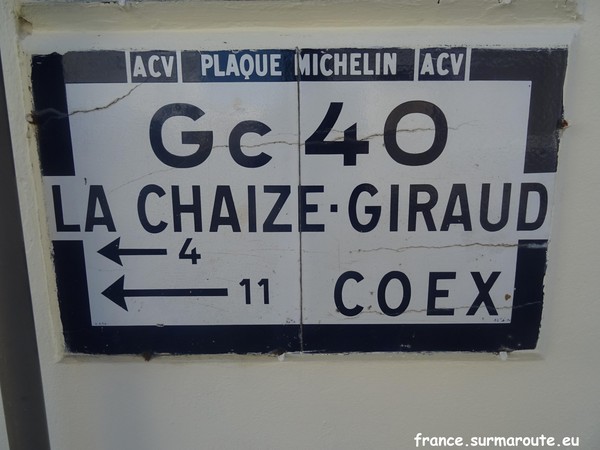 ACV PLAQUE MICHELIN ACV
Gc 40
LA CHAIZE-GIRAUD
4
11 COEX
france.surmaroute.eu